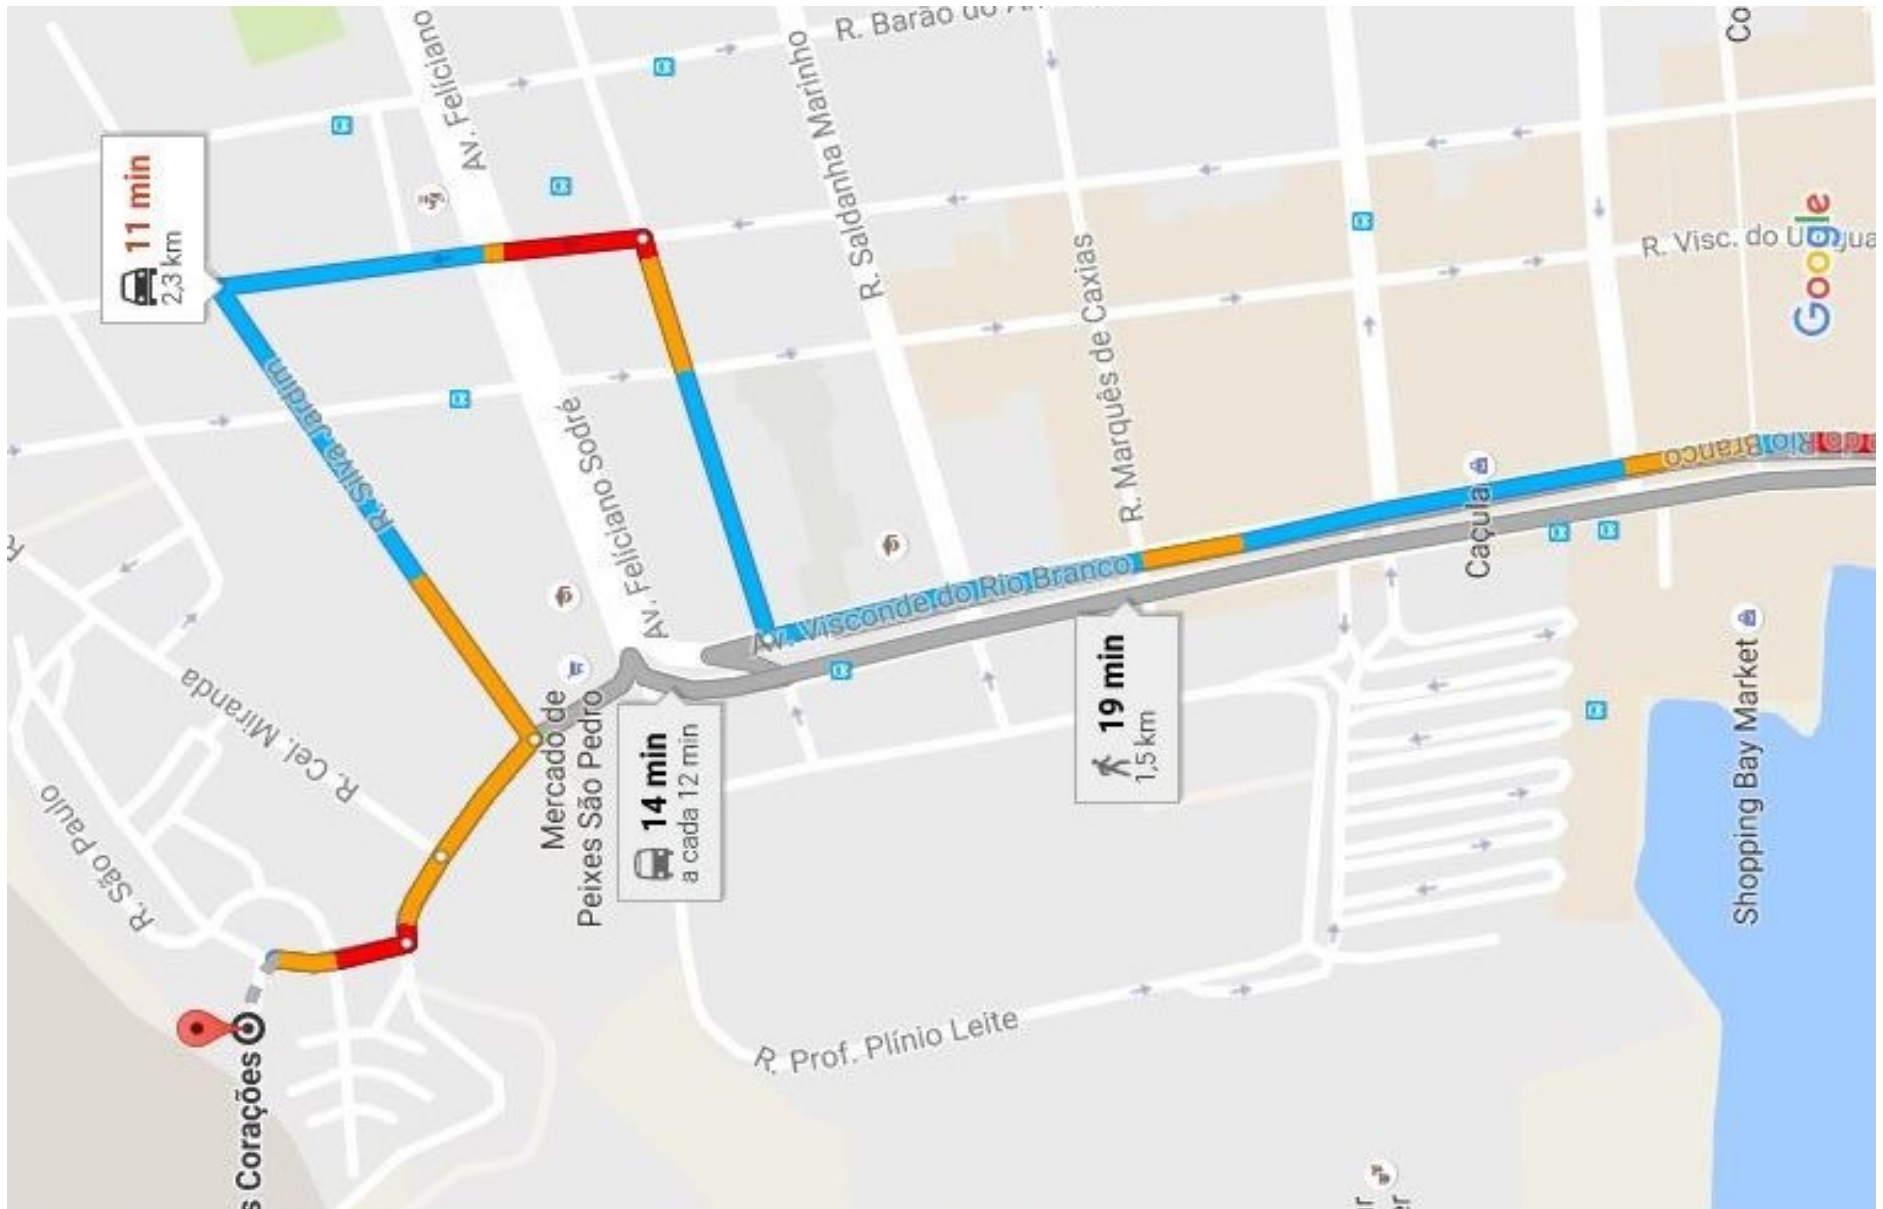 Av. Feliciano
R. Barão do
Co
11 min
2,3 km
R. Saldanha Marinho
R. Visc. do
Google
R. Marquês de Caxias
R. Silva Jardim
Av. Feliciano Sodré
Rio Branco
Caçula
Av. Visconde do Rio Branco
R. Cel. Miranda
Mercado de
Peixes São Pedro
14 min
a cada 12 min
19 min
1,5 km
Shopping Bay Market
R. São Paulo
R. Prof. Plínio Leite
s Corações